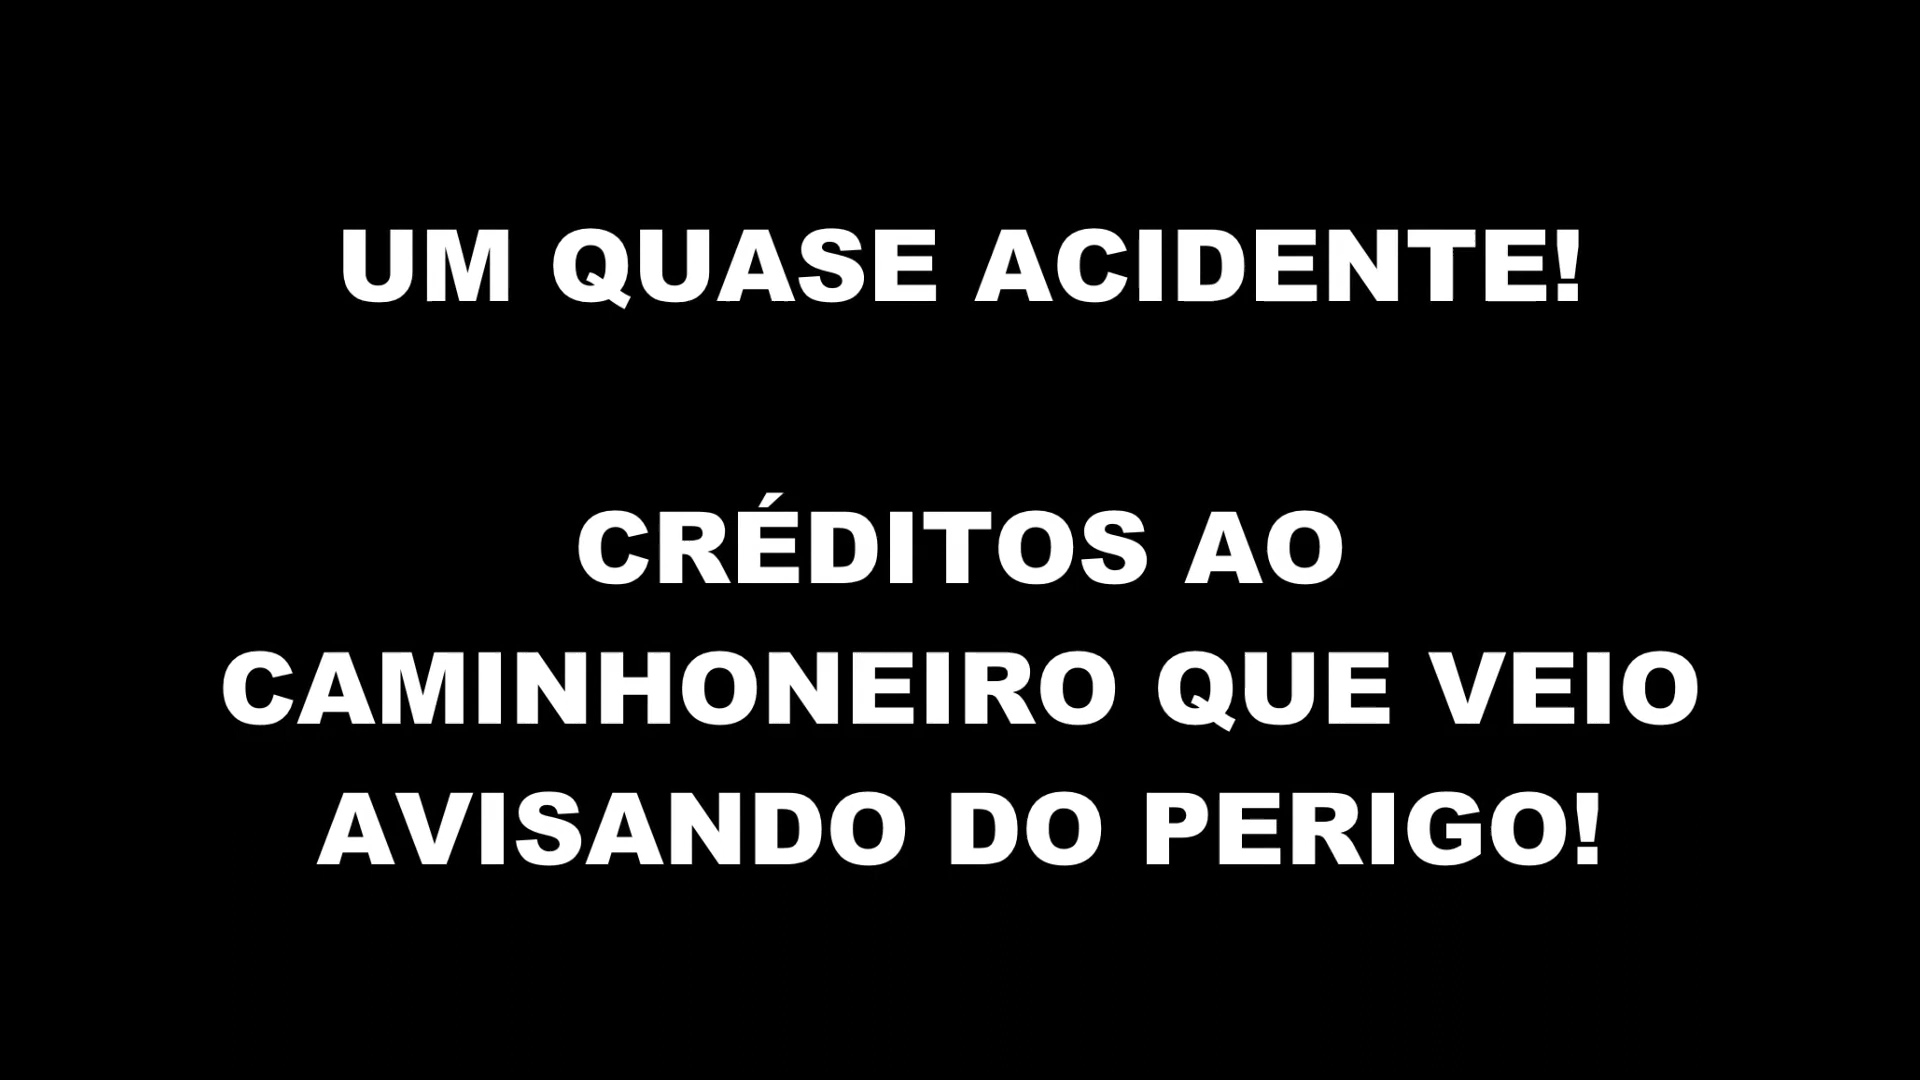 UM QUASE ACIDENTE!
CRÉDITOS AO
CAMINHONEIRO QUE VEIO
AVISANDO DO PERIGO!